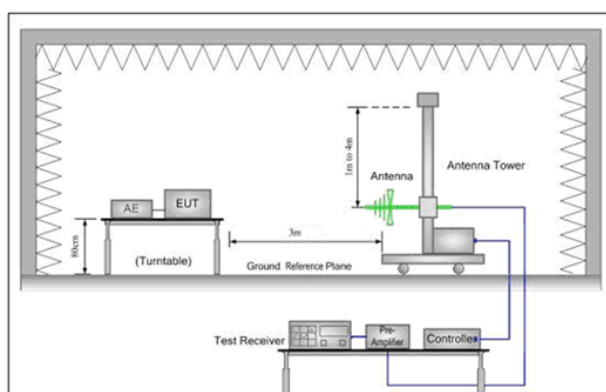 1m to 4m
Antenna
Antenna Tower
AE
EUT
80cm
(Turntable)
3m
Ground Reference Plane
Test Receiver
Pre-
Amplifier
Controller